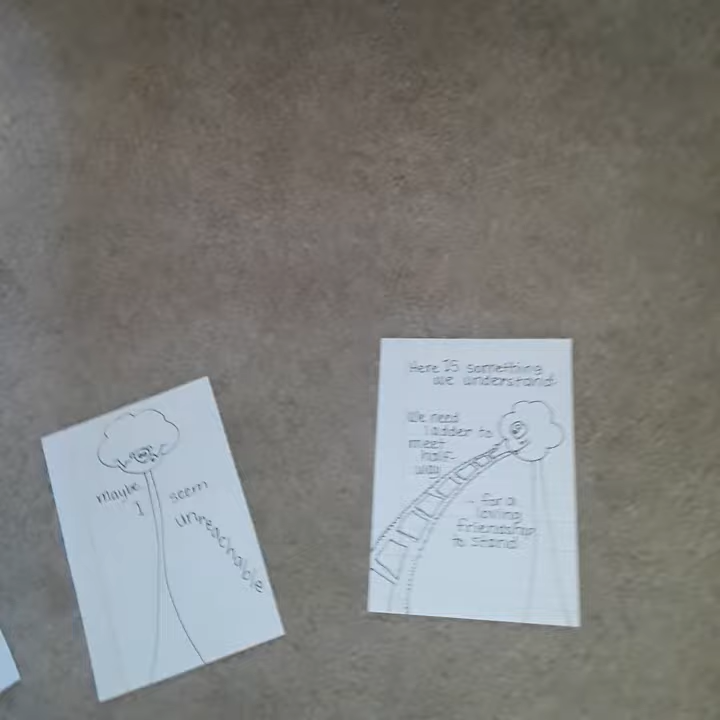 maybe
I
seem
unreachable
Here IS something
we understand
We need
ladder to
meet
half-
way
... for a
loving
friendship
to stand